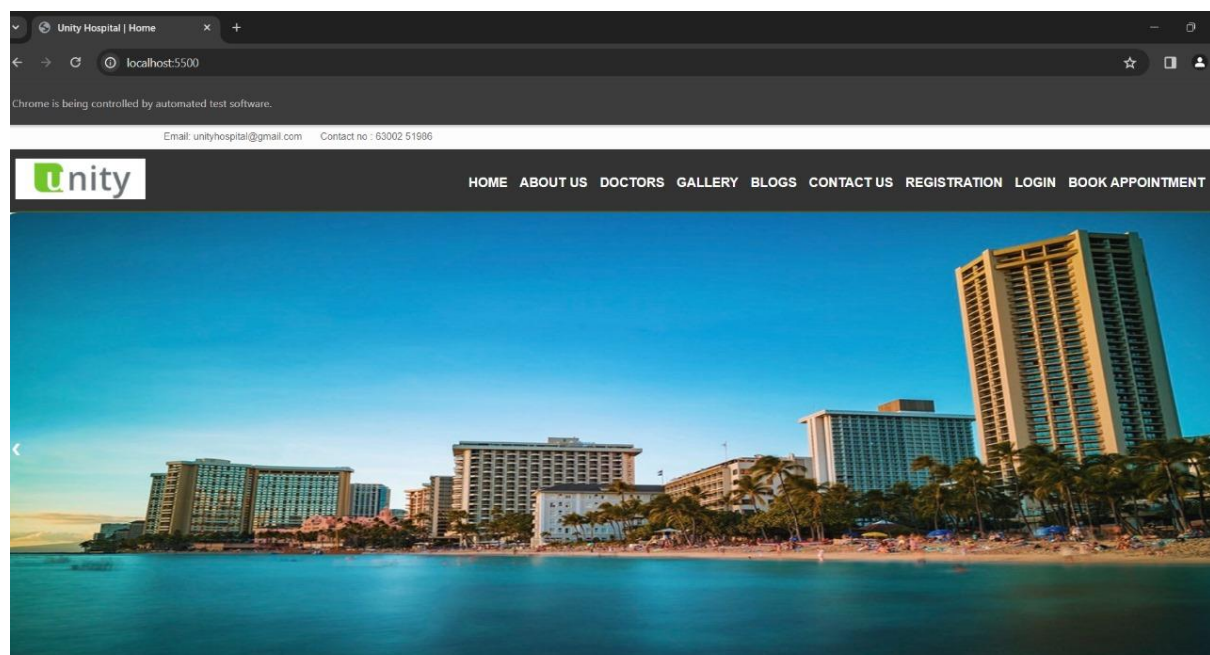 Unity Hospital | Home
localhost:5500
Chrome is being controlled by automated test software.
Email: unityhospital@gmail.com Contact no : 63002 51986
unity
HOME ABOUT US DOCTORS GALLERY BLOGS CONTACT US REGISTRATION LOGIN BOOK APPOINTMENT